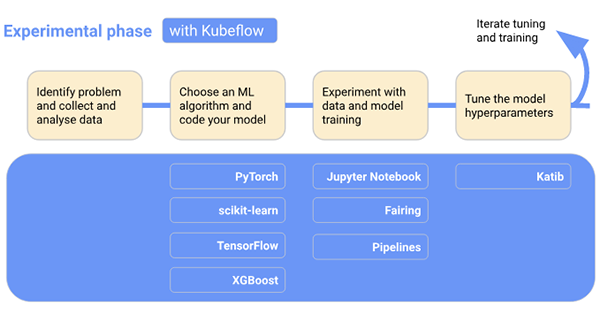 Experimental phase with Kubeflow
Iterate tuning
and training
Identify problem
and collect and
analyse data
Choose an ML
algorithm and
code your model
Experiment with
data and model
training
Tune the model
hyperparameters
PyTorch
scikit-learn
TensorFlow
XGBoost
Jupyter Notebook
Fairing
Pipelines
Katib